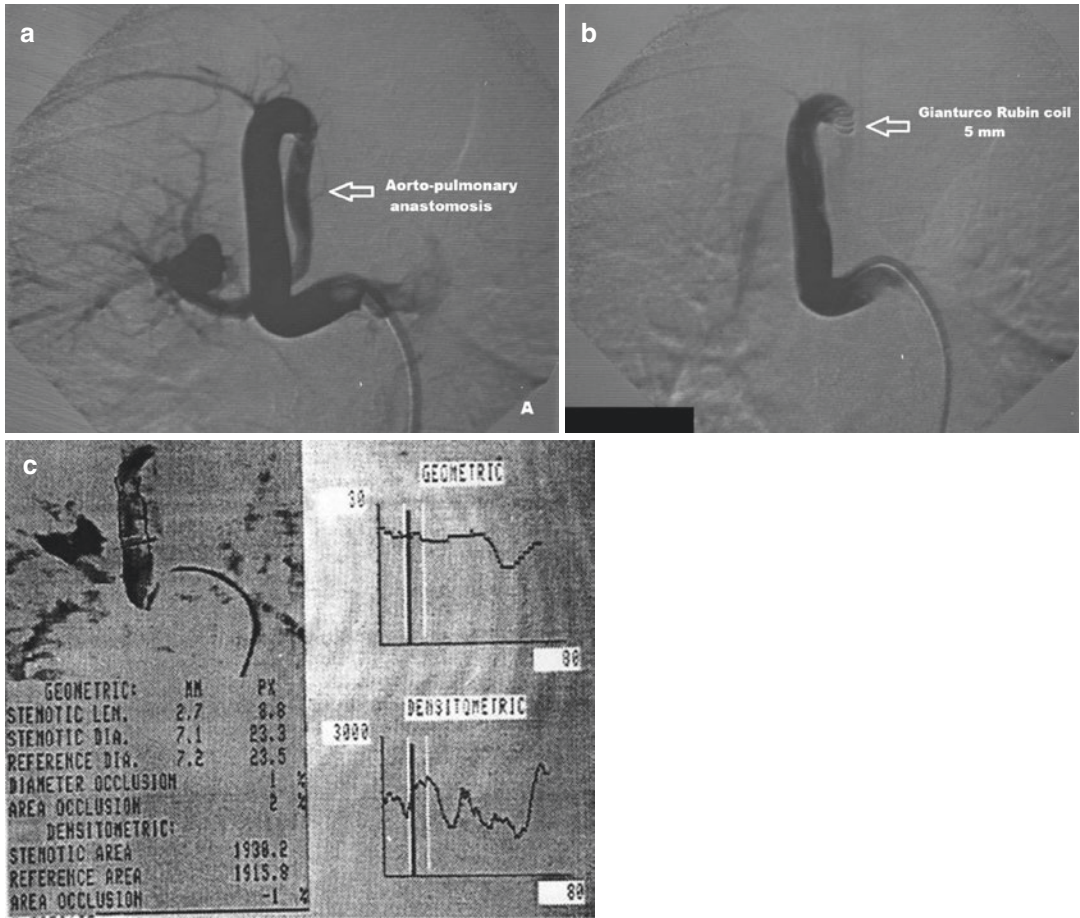 a
Aorto-pulmonary
anastomosis
A
b
Gianturco Rubin coil
5 mm
c
GEOMETRIC
30
80
DENSITOMETRIC
3000
80
GEOMETRIC: MM PX
STENOTIC LEN. 2.7 8.8
STENOTIC DIA. 7.1 23.3
REFERENCE DIA. 7.2 23.5
DIAMETER OCCLUSION 1 %
AREA OCCLUSION 2 %
DENSITOMETRIC:
STENOTIC AREA 1938.2
REFERENCE AREA 1915.8
AREA OCCLUSION -1 %